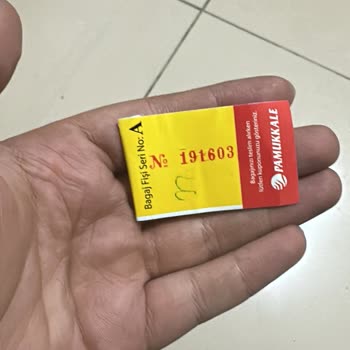 Bagaj Fişi Seri No: A
№ 191603
Bagajınızı teslim alırken
lütfen kuponunuzu gösteriniz.
PAMUKKALE